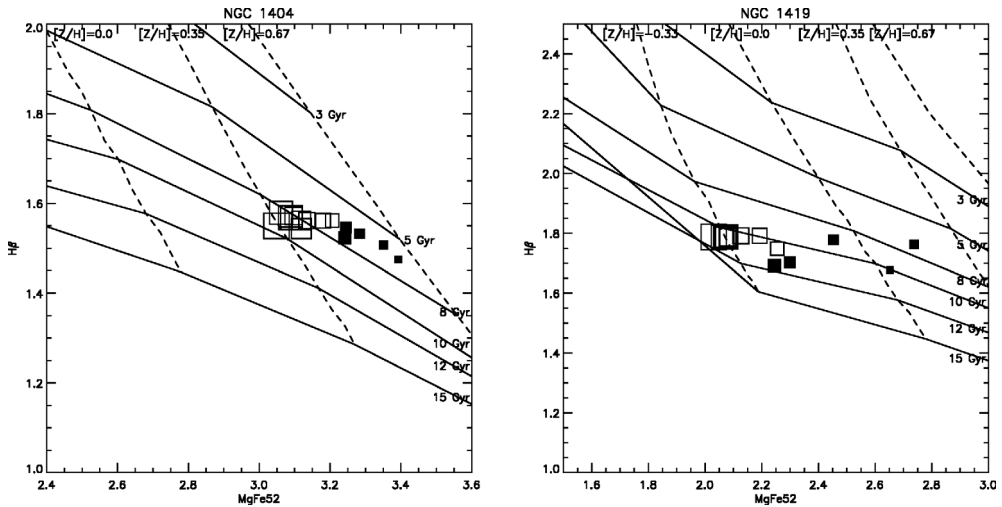 NGC 1404
2.0
1.8
1.6
1.4
1.2
1.0
Hβ
[Z/H]=0.0 [Z/H]=0.35 [Z/H]=0.67
3 Gyr
5 Gyr
8 Gyr
10 Gyr
12 Gyr
15 Gyr
2.4 2.6 2.8 3.0 3.2 3.4 3.6
MgFe52
NGC 1419
2.6
2.4
2.2
2.0
1.8
1.6
1.4
1.2
1.0
Hβ
[Z/H]=-0.33 [Z/H]=0.0 [Z/H]=0.35 [Z/H]=0.67
3 Gyr
5 Gyr
8 Gyr
10 Gyr
12 Gyr
15 Gyr
1.6 1.8 2.0 2.2 2.4 2.6 2.8 3.0
MgFe52